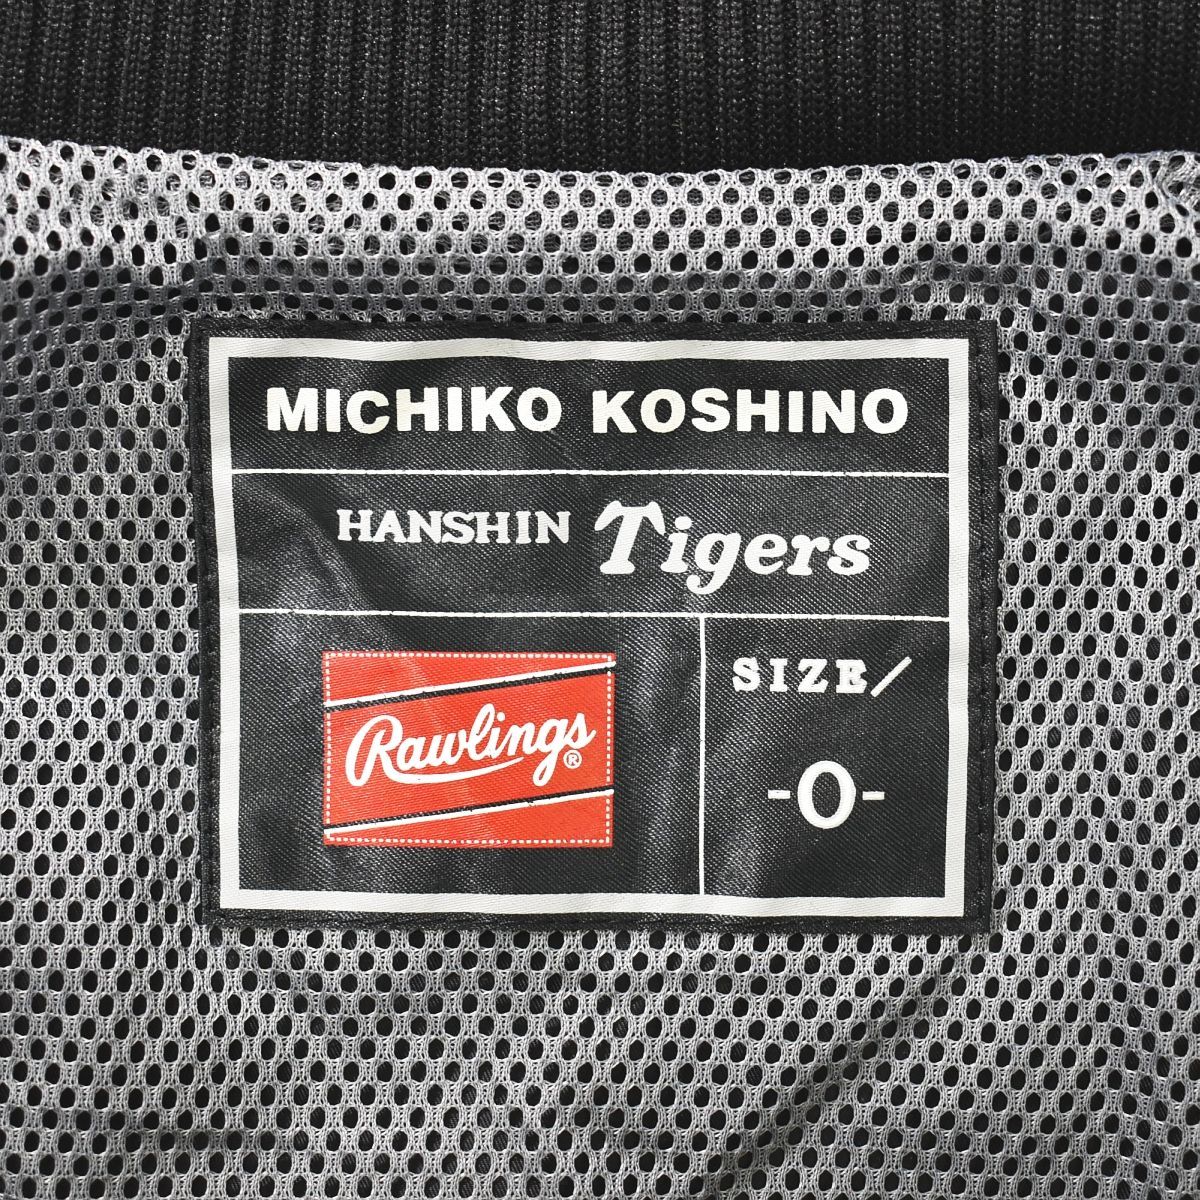 MICHIKO KOSHINO
HANSHIN Tigers
Rawlings®
SIZE/
-O-